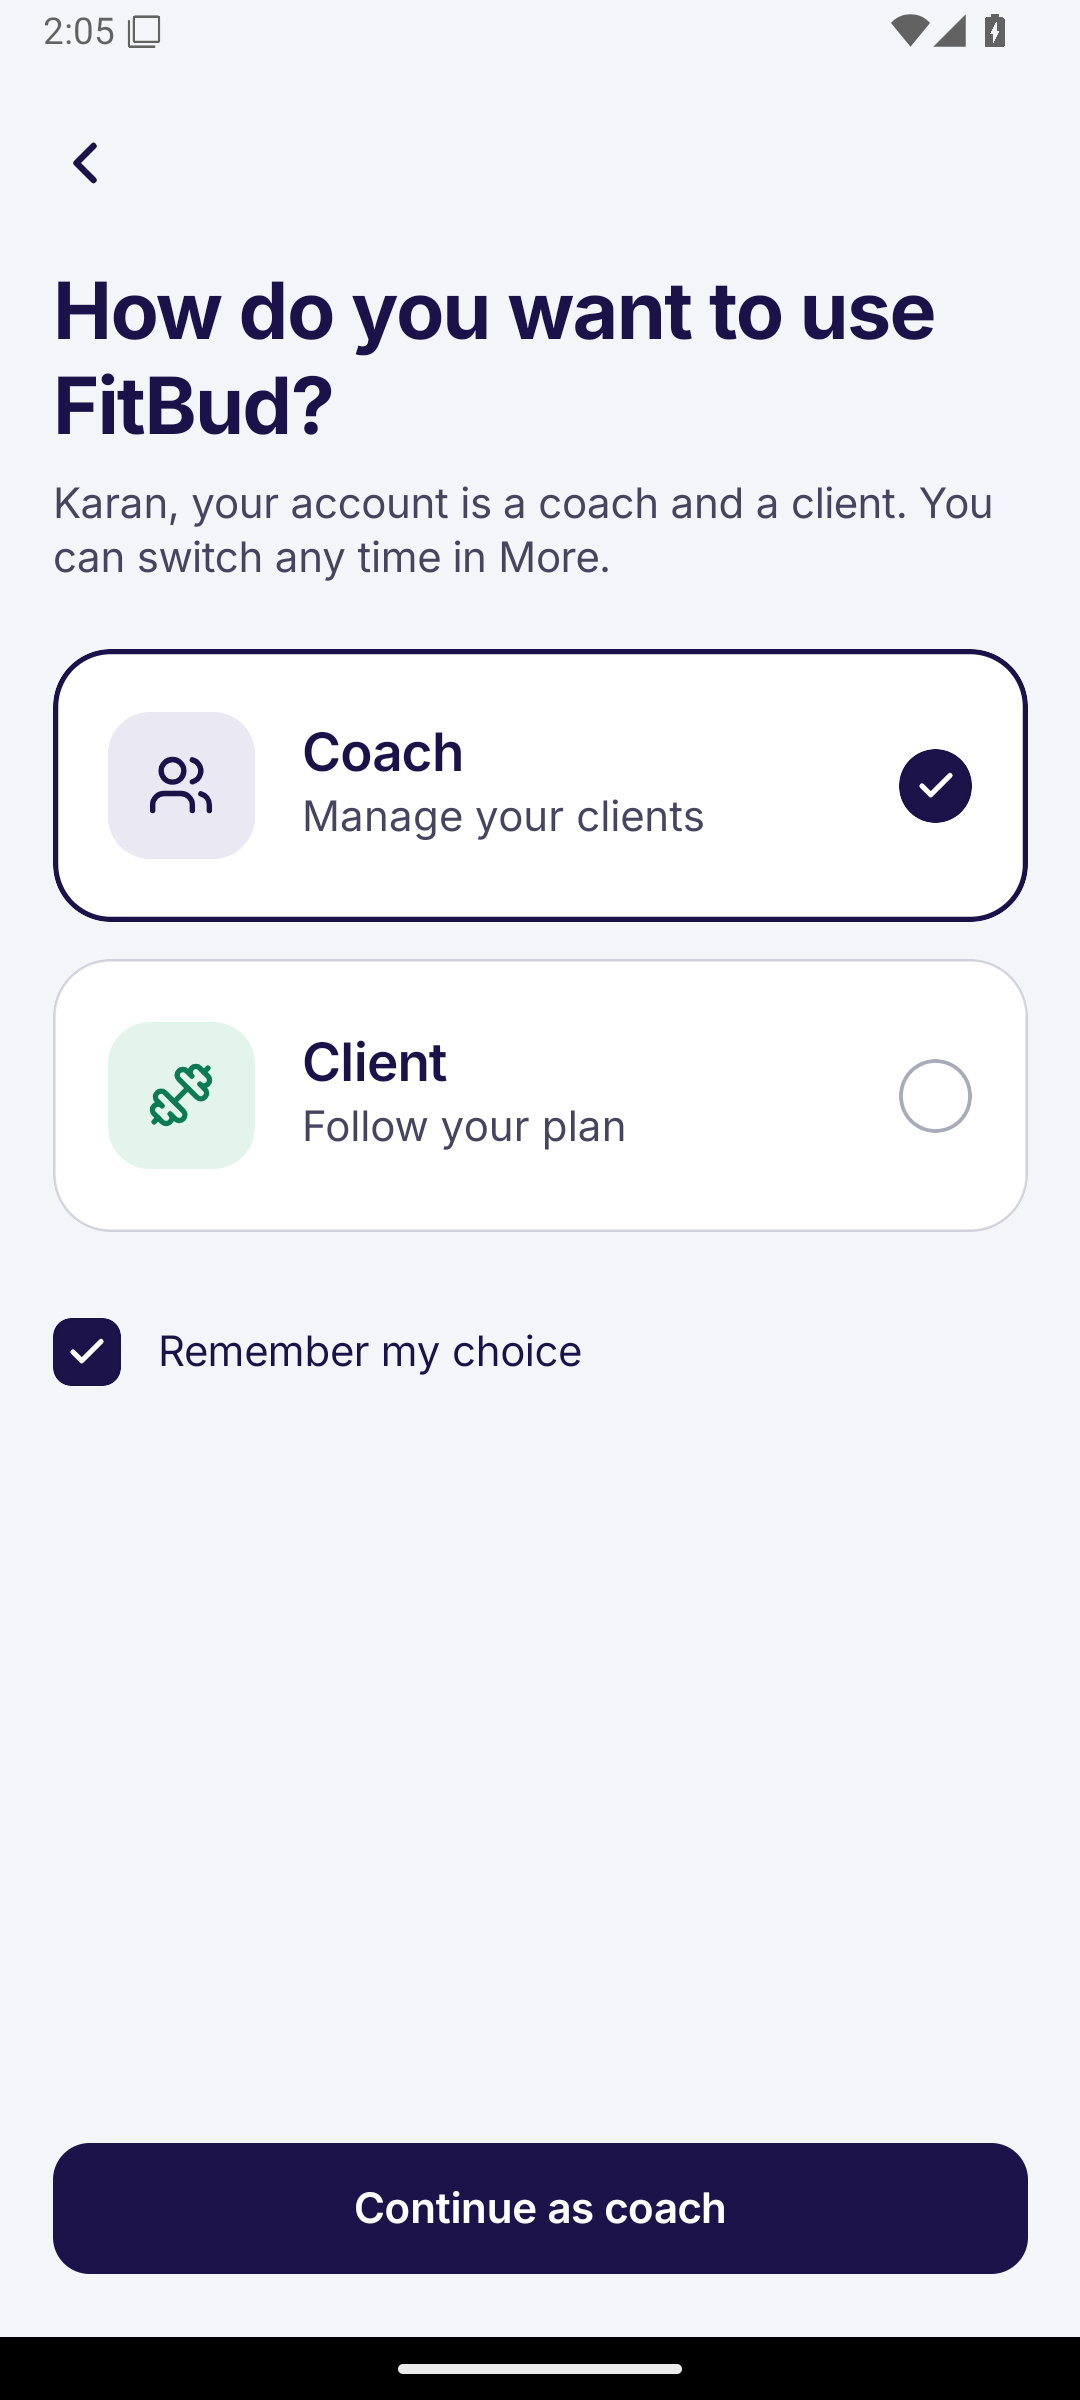 2:05
How do you want to use
FitBud?
Karan, your account is a coach and a client. You
can switch any time in More.
Coach
Manage your clients
Client
Follow your plan
Remember my choice
Continue as coach